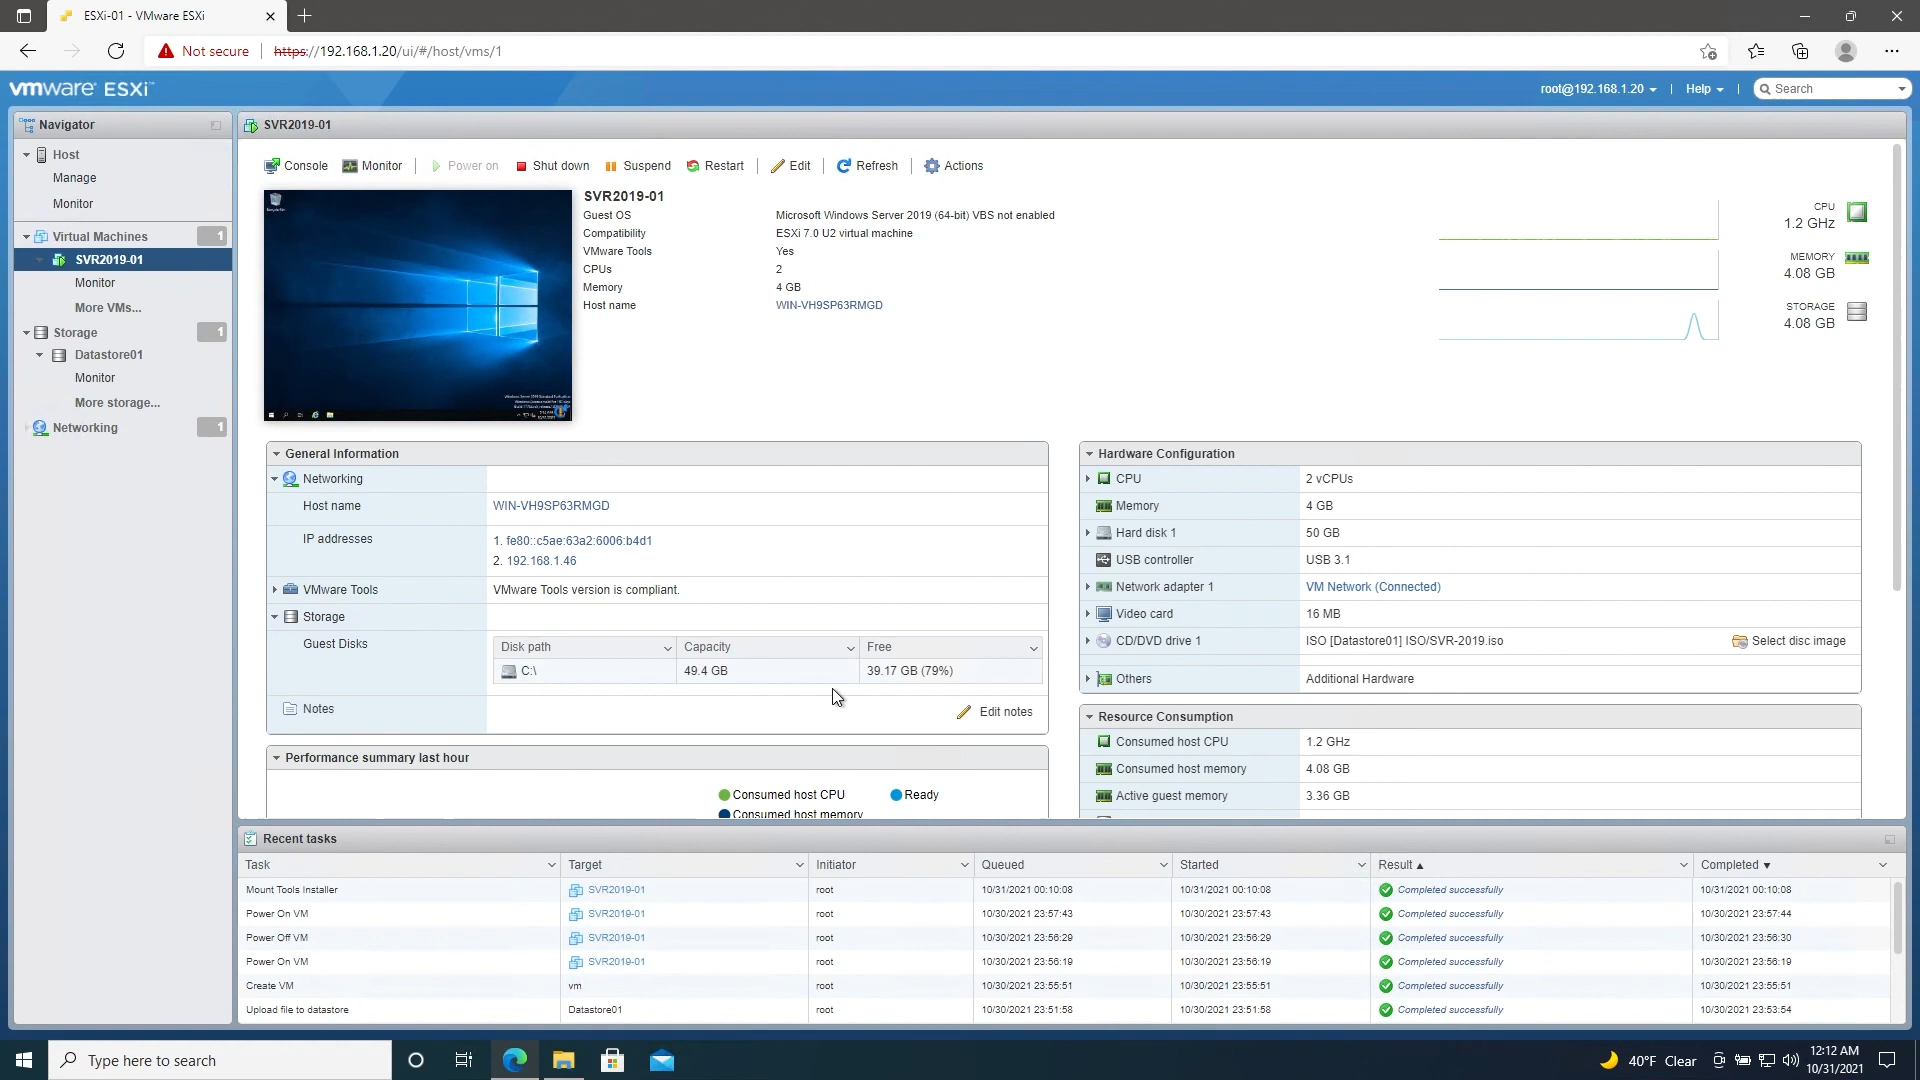 ESXi-01 - VMware ESXi
Not secure https://192.168.1.20/ui/#/host/vms/1
vmware ESXi
root@192.168.1.20 | Help | Search
Navigator
Host
Manage
Monitor
Virtual Machines 1
SVR2019-01
Monitor
More VMs...
Storage 1
Datastore01
Monitor
More storage...
Networking 1
SVR2019-01
Console Monitor Power on Shut down Suspend Restart Edit Refresh Actions
SVR2019-01
Guest OS Microsoft Windows Server 2019 (64-bit) VBS not enabled
Compatibility ESXi 7.0 U2 virtual machine
VMware Tools Yes
CPUs 2
Memory 4 GB
Host name WIN-VH9SP63RMGD
CPU
1.2 GHz
MEMORY
4.08 GB
STORAGE
4.08 GB
General Information
Networking
Host name WIN-VH9SP63RMGD
IP addresses 1. fe80::c5ae:63a2:6006:b4d1
2. 192.168.1.46
VMware Tools VMware Tools version is compliant.
Storage
Guest Disks Disk path Capacity Free
C:\ 49.4 GB 39.17 GB (79%)
Notes Edit notes
Performance summary last hour
Consumed host CPU Ready
Consumed host memory
Hardware Configuration
CPU 2 vCPUs
Memory 4 GB
Hard disk 1 50 GB
USB controller USB 3.1
Network adapter 1 VM Network (Connected)
Video card 16 MB
CD/DVD drive 1 ISO [Datastore01] ISO/SVR-2019.iso Select disc image
Others Additional Hardware
Resource Consumption
Consumed host CPU 1.2 GHz
Consumed host memory 4.08 GB
Active guest memory 3.36 GB
Recent tasks
Task Target Initiator Queued Started Result Completed
Mount Tools Installer SVR2019-01 root 10/31/2021 00:10:08 10/31/2021 00:10:08 Completed successfully 10/31/2021 00:10:08
Power On VM SVR2019-01 root 10/30/2021 23:57:43 10/30/2021 23:57:43 Completed successfully 10/30/2021 23:57:44
Power Off VM SVR2019-01 root 10/30/2021 23:56:29 10/30/2021 23:56:29 Completed successfully 10/30/2021 23:56:30
Power On VM SVR2019-01 root 10/30/2021 23:56:19 10/30/2021 23:56:19 Completed successfully 10/30/2021 23:56:19
Create VM vm root 10/30/2021 23:55:51 10/30/2021 23:55:51 Completed successfully 10/30/2021 23:55:51
Upload file to datastore Datastore01 root 10/30/2021 23:51:58 10/30/2021 23:51:58 Completed successfully 10/30/2021 23:53:54
Type here to search
40°F Clear
12:12 AM
10/31/2021